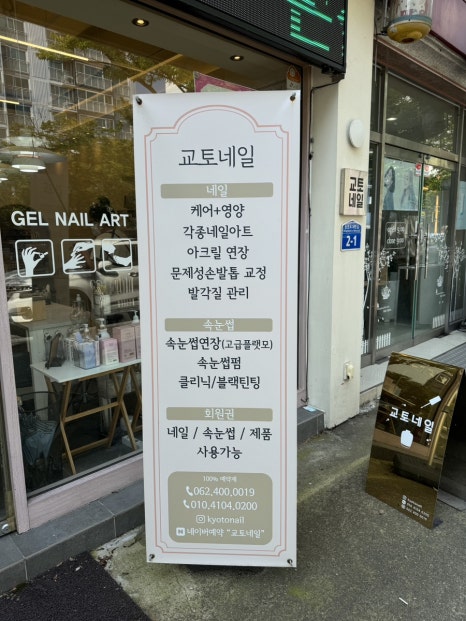 교토네일
네일
케어+영양
각종네일아트
아크릴 연장
문제성손발톱 교정
발각질 관리
속눈썹
속눈썹연장(고급플랫모)
속눈썹펌
클리닉/블랙틴팅
회원권
네일 / 속눈썹 / 제품
사용가능
100% 예약제
062.400.0019
010.4104.0200
kyotonail
네이버예약 "교토네일"
GEL NAIL ART
교토
네일
2-1
교토네일